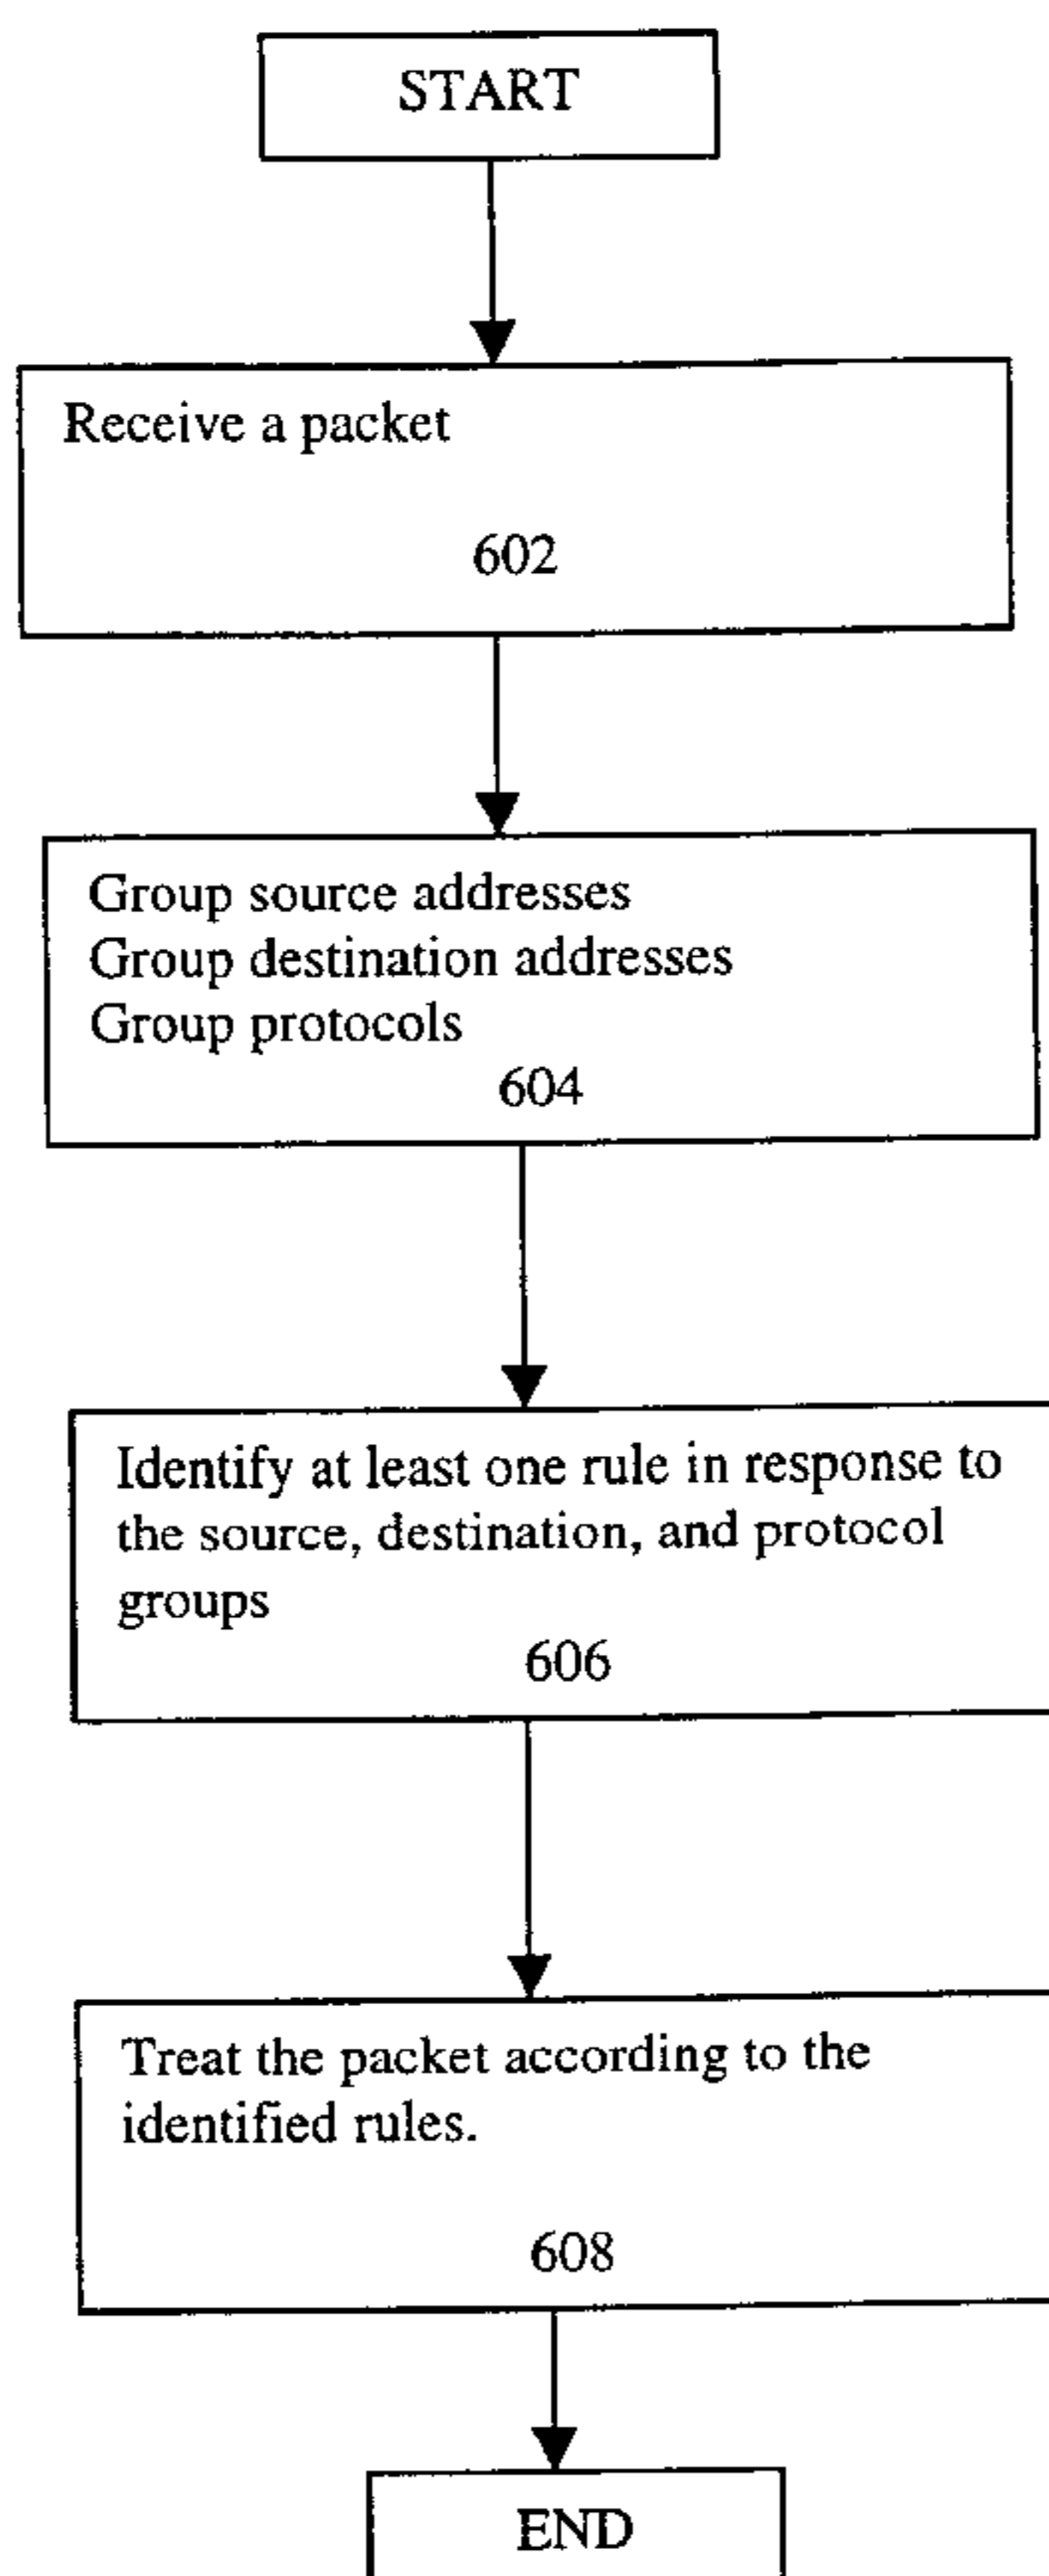 START
Receive a packet
602
Group source addresses
Group destination addresses
Group protocols
604
Identify at least one rule in response to
the source, destination, and protocol
groups
606
Treat the packet according to the
identified rules.
608
END